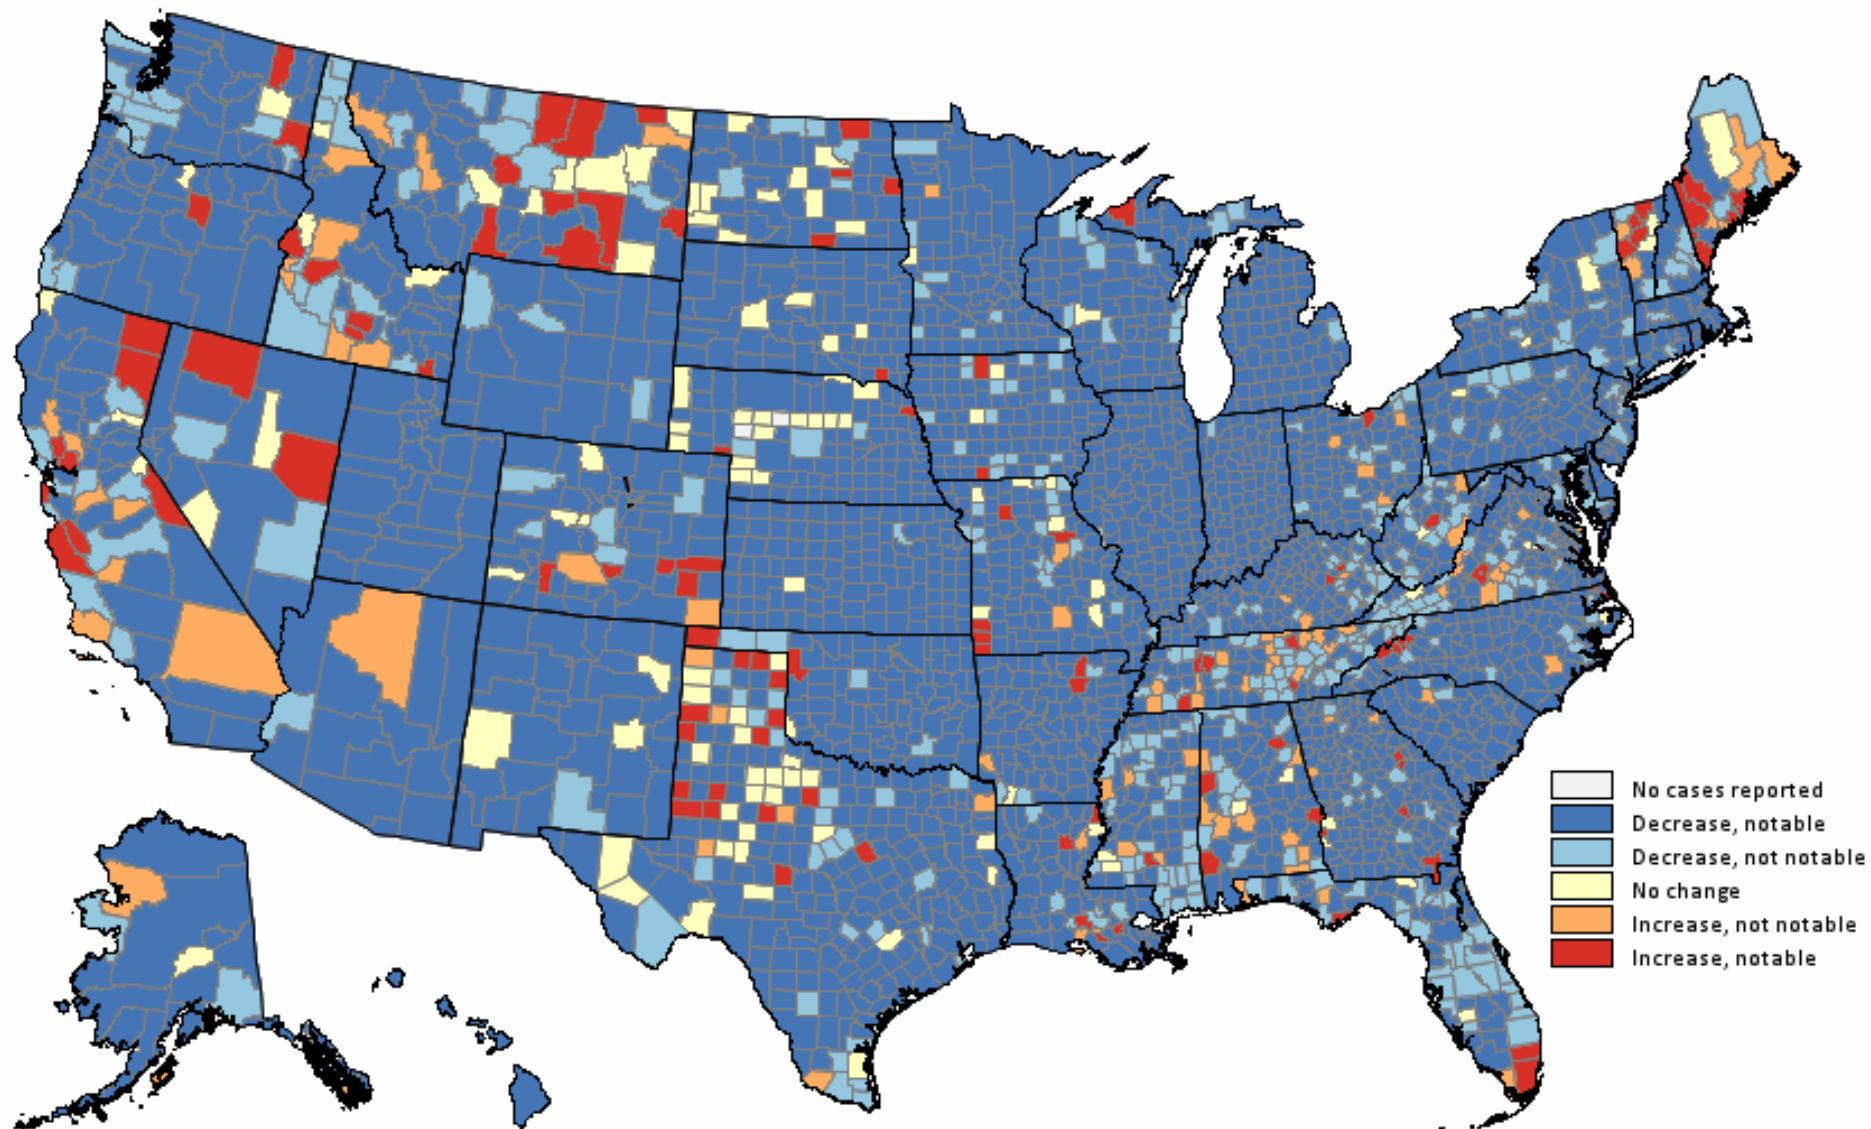 No cases reported
Decrease, notable
Decrease, not notable
No change
Increase, not notable
Increase, notable